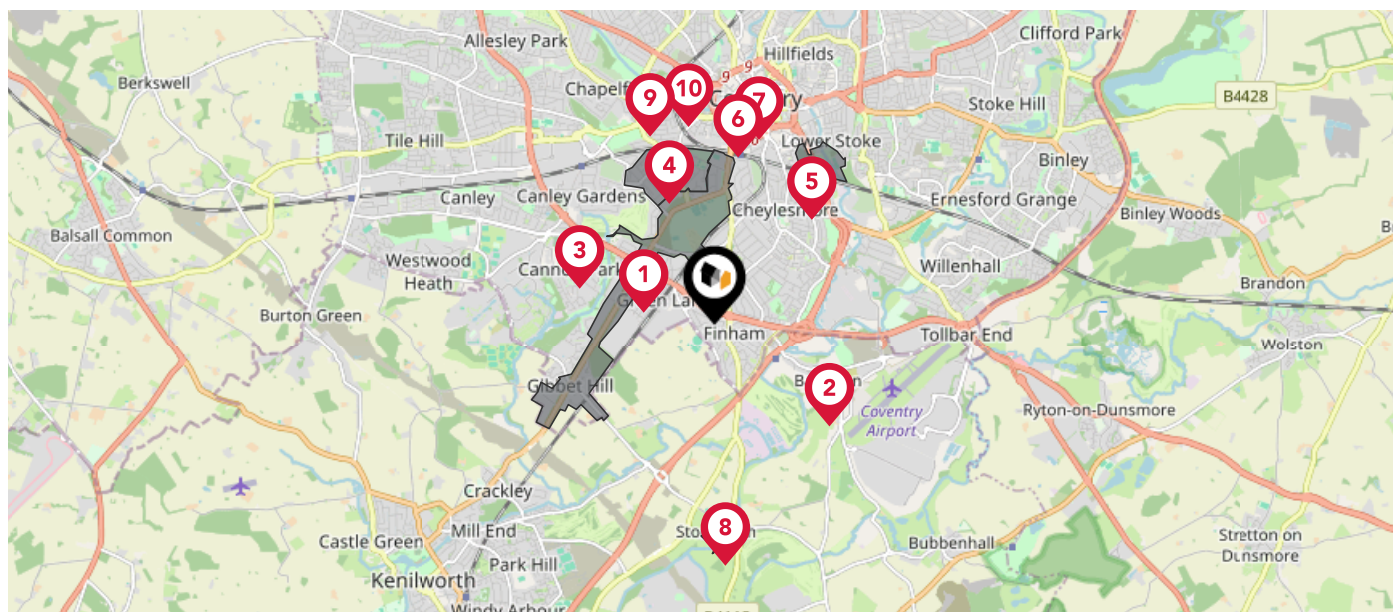 Clifford Park
Allesley Park
Hillfields
9
Berkswell
Chapelf
10
9
7
9
B4428
Stoke Hill
6
Tile Hill
Lower Stoke
4
Binley
5
Canley
Canley Gardens
Cheylesmore
Ernesford Grange
Binley Woods
Balsall Common
3
Westwood
Heath
1
Willenhall
Brandon
Burton Green
Finham
Tollbar End
Wolston
Gibbet Hill
2
Coventry
Airport
Ryton-on-Dunsmore
Crackley
Mill End
8
Castle Green
Bubbenhall
Stretton on
Dunsmore
Park Hill
Kenilworth
Windy Arbour